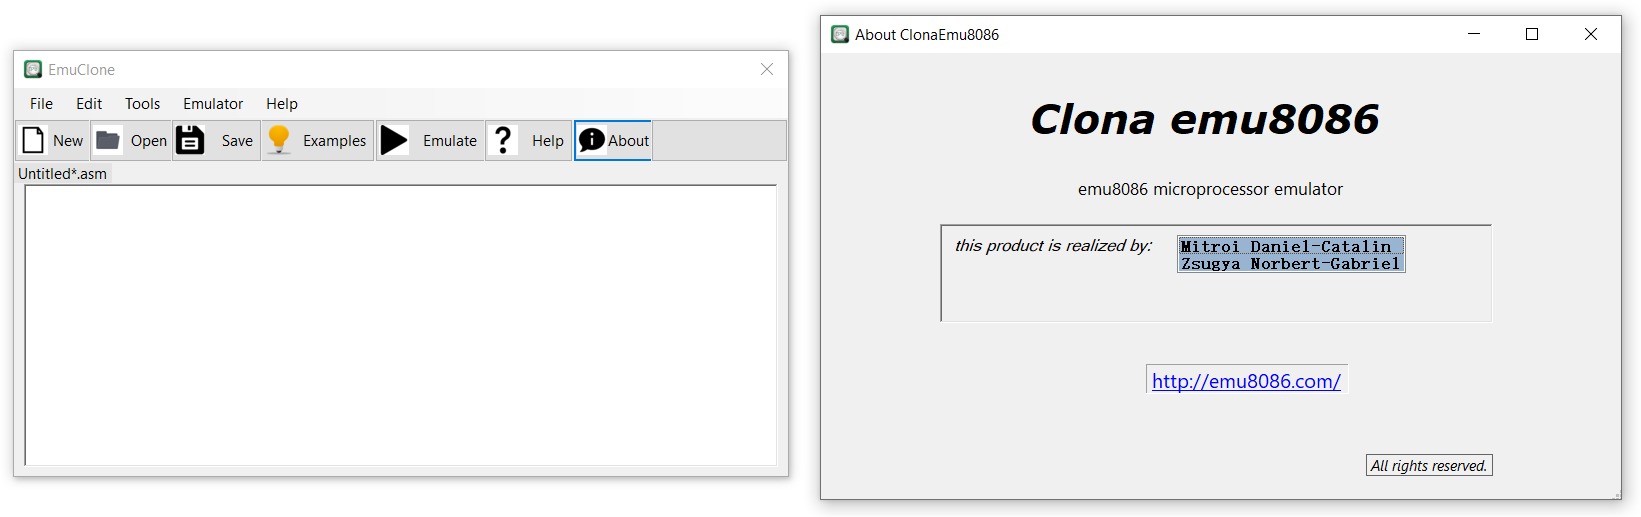 EmuClone
File Edit Tools Emulator Help
New Open Save Examples Emulate Help About
Untitled*.asm
About ClonaEmu8086
Clona emu8086
emu8086 microprocessor emulator
this product is realized by: Mitroi Daniel-Catalin
Zsugya Norbert-Gabriel
http://emu8086.com/
All rights reserved.